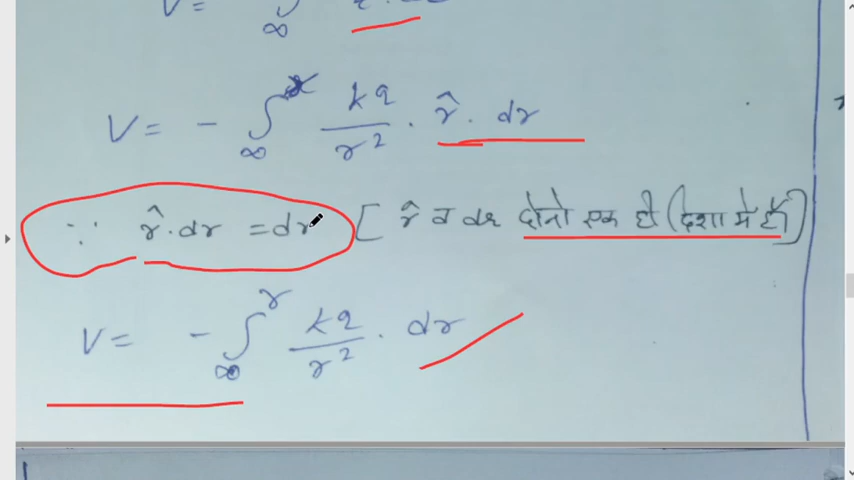 V = - ∫∞^r kq/r² . r̂ . dr
∵ r̂ . dr = dr [ r̂ व dr दोनो एक ही (दिशा मे हैं)]
V = - ∫∞^r kq/r² . dr